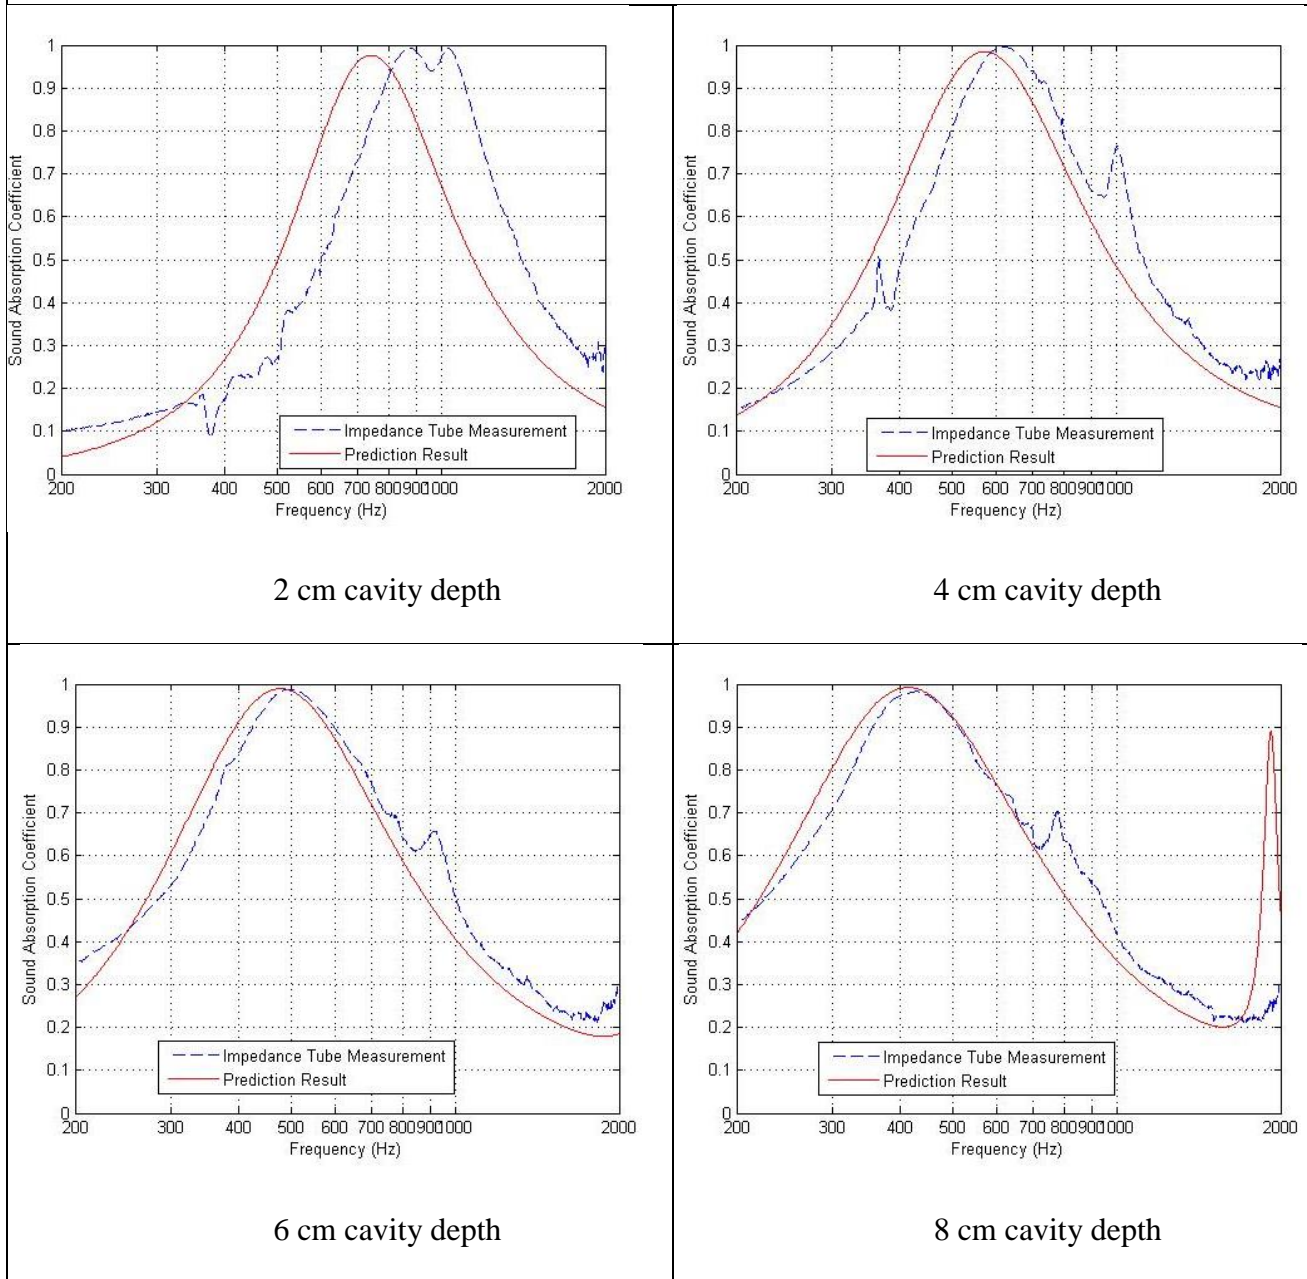 1
0.9
0.8
0.7
0.6
0.5
0.4
0.3
0.2
0.1
0
Sound Absorption Coefficient
Impedance Tube Measurement
Prediction Result
200 300 400 500 600 700 800 900 1000 2000
Frequency (Hz)
2 cm cavity depth
1
0.9
0.8
0.7
0.6
0.5
0.4
0.3
0.2
0.1
0
Sound Absorption Coefficient
Impedance Tube Measurement
Prediction Result
200 300 400 500 600 700 800 900 1000 2000
Frequency (Hz)
4 cm cavity depth
1
0.9
0.8
0.7
0.6
0.5
0.4
0.3
0.2
0.1
0
Sound Absorption Coefficient
Impedance Tube Measurement
Prediction Result
200 300 400 500 600 700 800 900 1000 2000
Frequency (Hz)
6 cm cavity depth
1
0.9
0.8
0.7
0.6
0.5
0.4
0.3
0.2
0.1
0
Sound Absorption Coefficient
Impedance Tube Measurement
Prediction Result
200 300 400 500 600 700 800 900 1000 2000
Frequency (Hz)
8 cm cavity depth